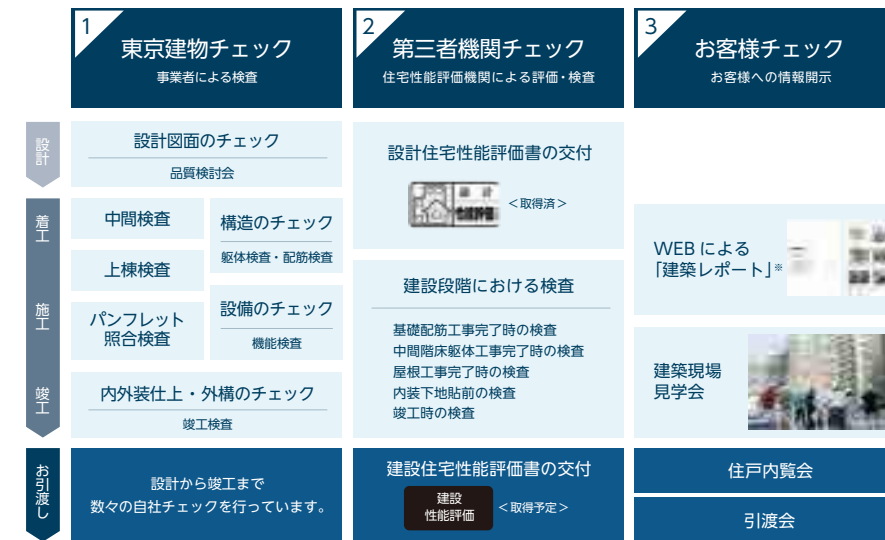 1
東京建物チェック
事業者による検査
2
第三者機関チェック
住宅性能評価機関による評価・検査
3
お客様チェック
お客様への情報開示
設計
設計図面のチェック
品質検討会
設計住宅性能評価書の交付
設計
性能評価
＜取得済＞
着工
中間検査
構造のチェック
躯体検査・配筋検査
上棟検査
施工
パンフレット
照合検査
設備のチェック
機能検査
建設段階における検査
基礎配筋工事完了時の検査
中間階床躯体工事完了時の検査
屋根工事完了時の検査
内装下地貼前の検査
竣工時の検査
WEBによる
「建築レポート」※
建築現場
見学会
竣工
内外装仕上・外構のチェック
竣工検査
お引渡し
設計から竣工まで
数々の自社チェックを行っています。
建設住宅性能評価書の交付
建設
性能評価
＜取得予定＞
住戸内覧会
引渡会